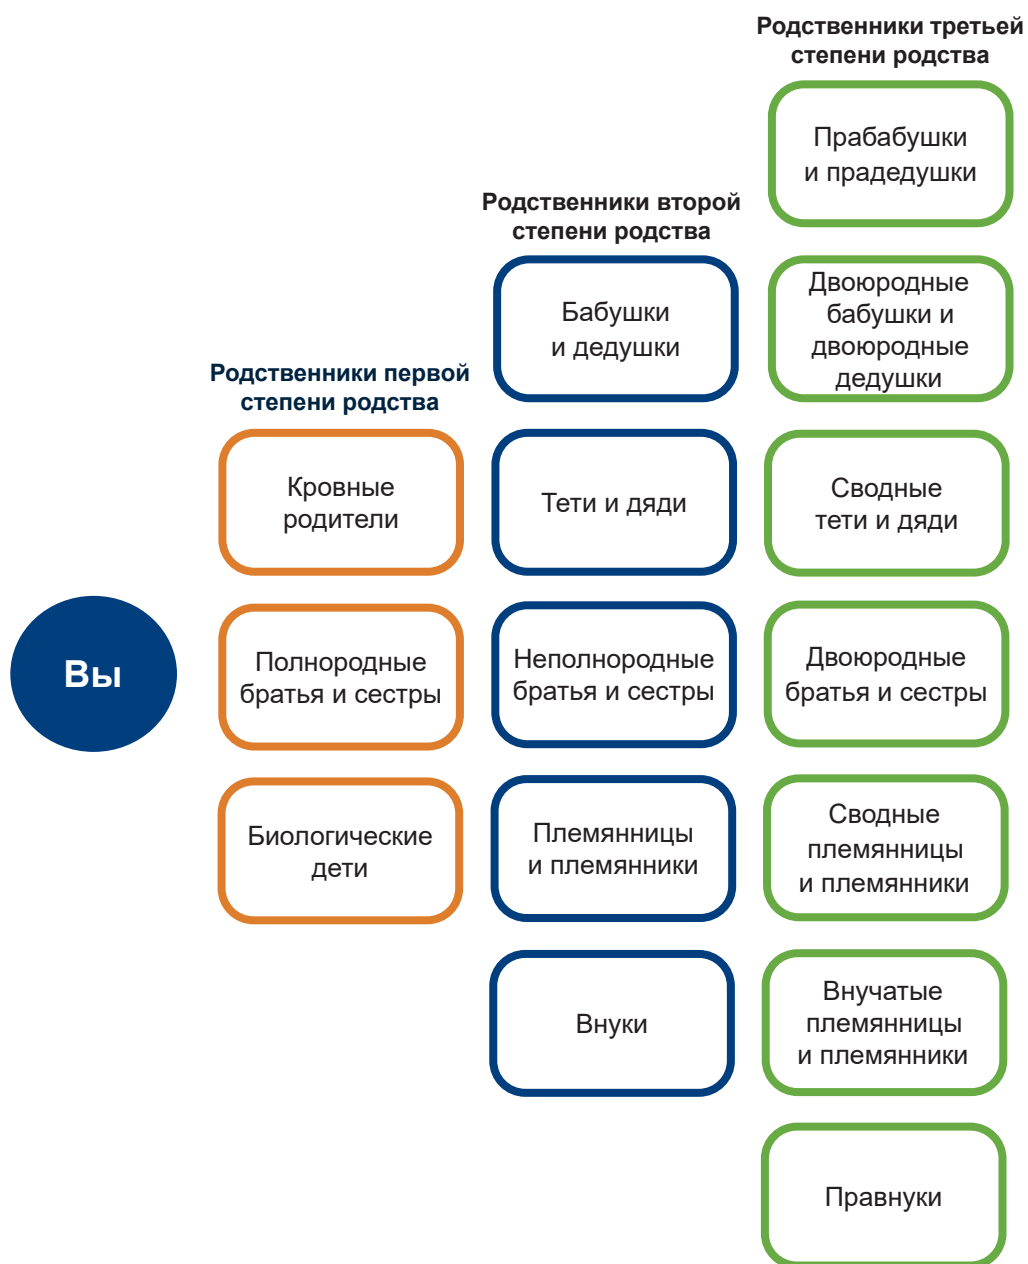 Родственники третьей
степени родства
Прабабушки
и прадедушки
Родственники второй
степени родства
Бабушки
и дедушки
Двоюродные
бабушки и
двоюродные
дедушки
Родственники первой
степени родства
Кровные
родители
Тети и дяди
Сводные
тети и дяди
Вы
Полнородные
братья и сестры
Неполнородные
братья и сестры
Двоюродные
братья и сестры
Биологические
дети
Племянницы
и племянники
Сводные
племянницы
и племянники
Внуки
Внучатые
племянницы
и племянники
Правнуки